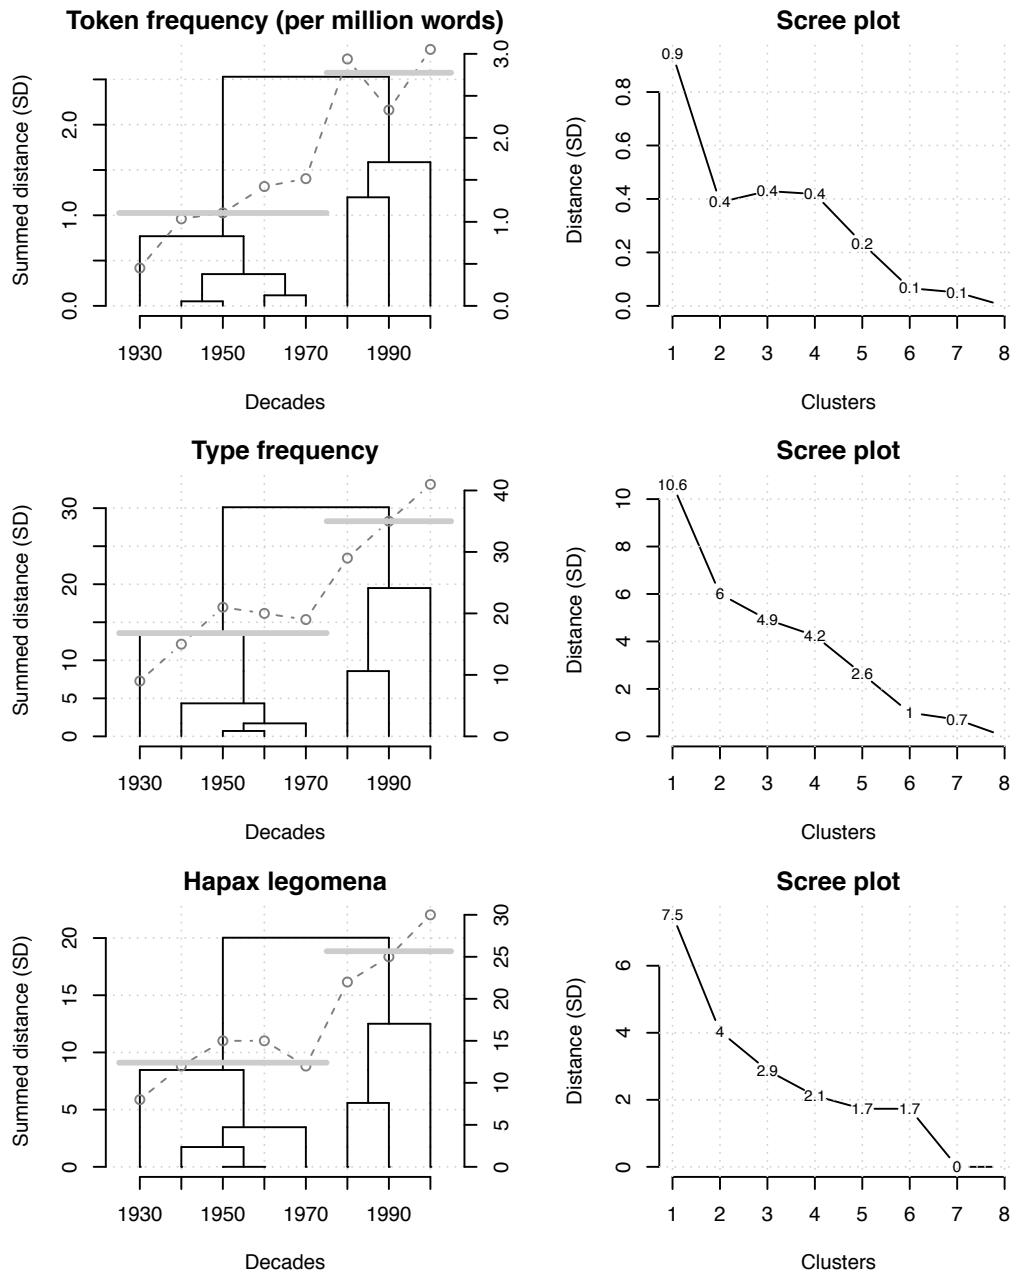 Token frequency (per million words)
Summed distance (SD)
0.0 1.0 2.0
0.0 1.0 2.0 3.0
1930 1950 1970 1990
Decades
Scree plot
Distance (SD)
0.0 0.2 0.4 0.6 0.8
0.9 0.4 0.4 0.4 0.2 0.1 0.1
1 2 3 4 5 6 7 8
Clusters
Type frequency
Summed distance (SD)
0 5 10 20 30
0 10 20 30 40
1930 1950 1970 1990
Decades
Scree plot
Distance (SD)
0 2 4 6 8 10
10.6 6 4.9 4.2 2.6 1 0.7
1 2 3 4 5 6 7 8
Clusters
Hapax legomena
Summed distance (SD)
0 5 10 15 20
0 5 10 15 20 25 30
1930 1950 1970 1990
Decades
Scree plot
Distance (SD)
0 2 4 6
7.5 4 2.9 2.1 1.7 1.7 0
1 2 3 4 5 6 7 8
Clusters